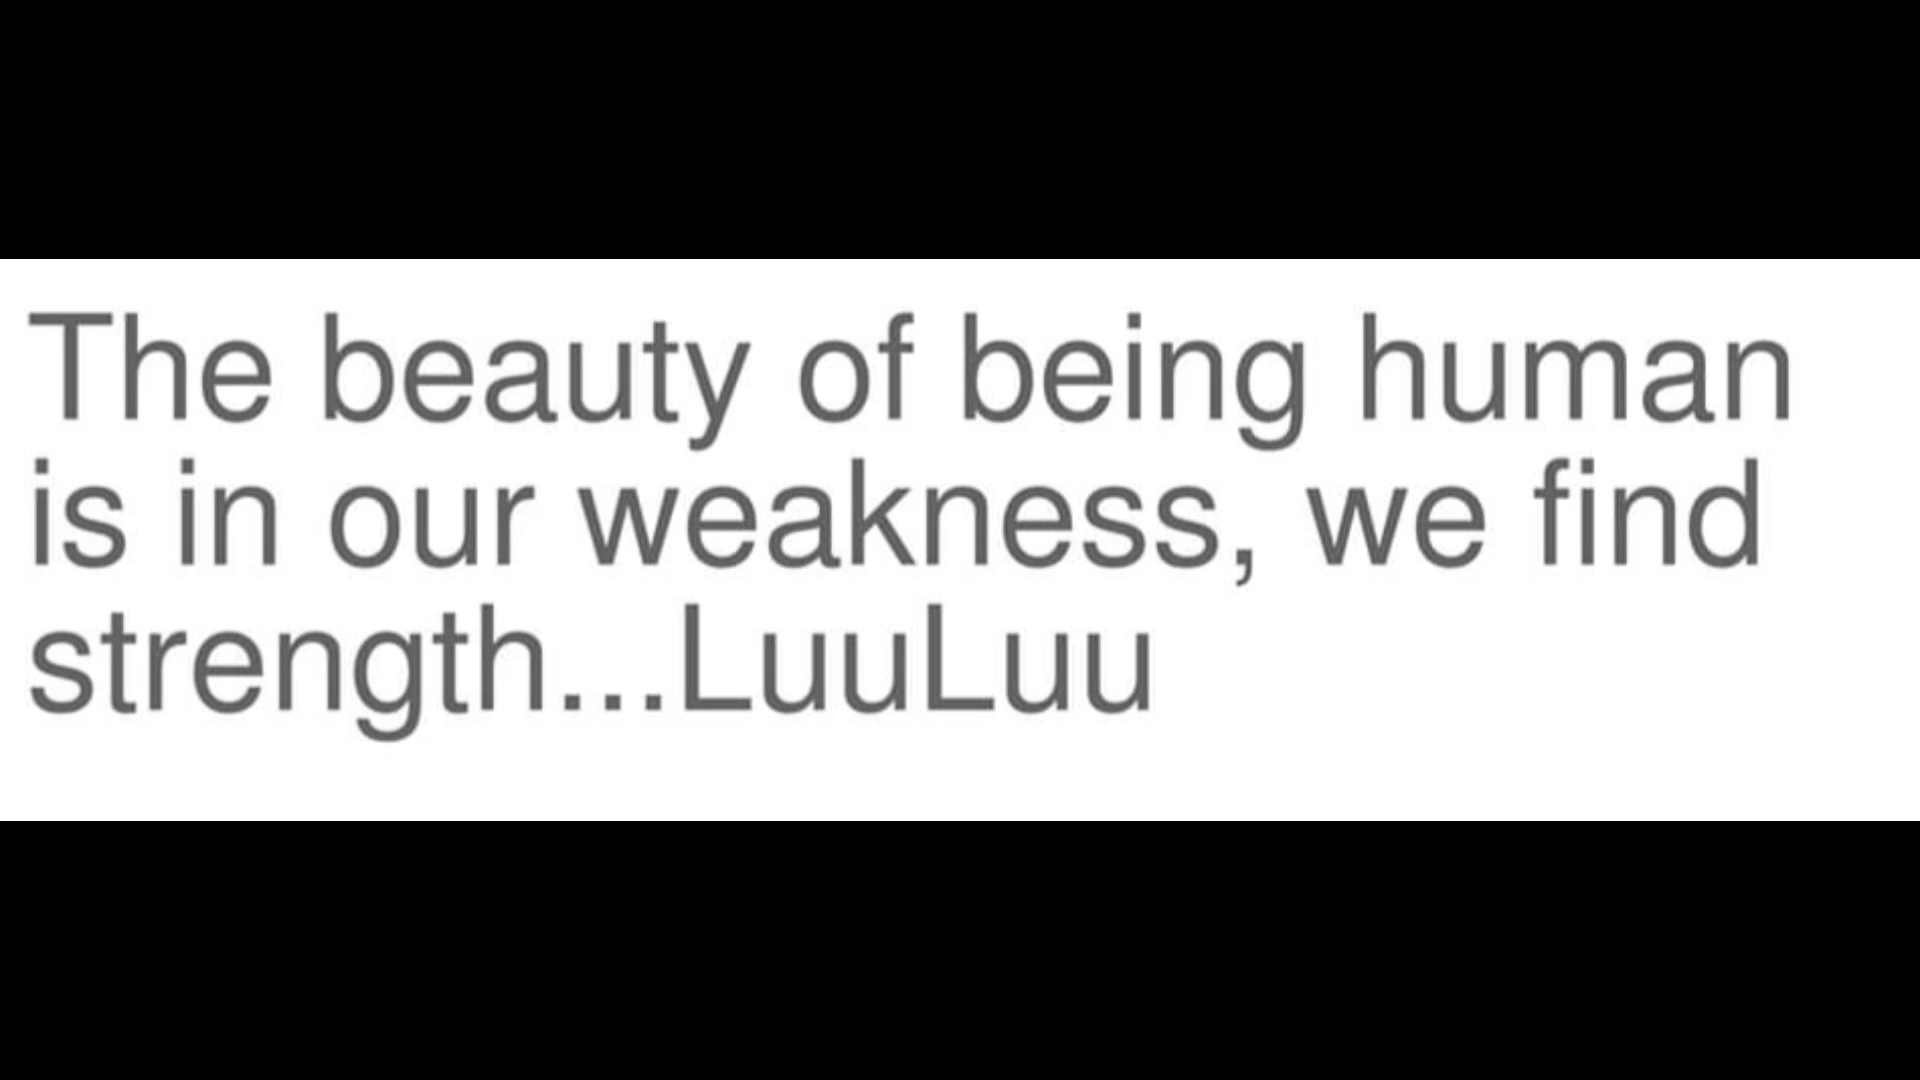 The beauty of being human
is in our weakness, we find
strength...LuuLuu